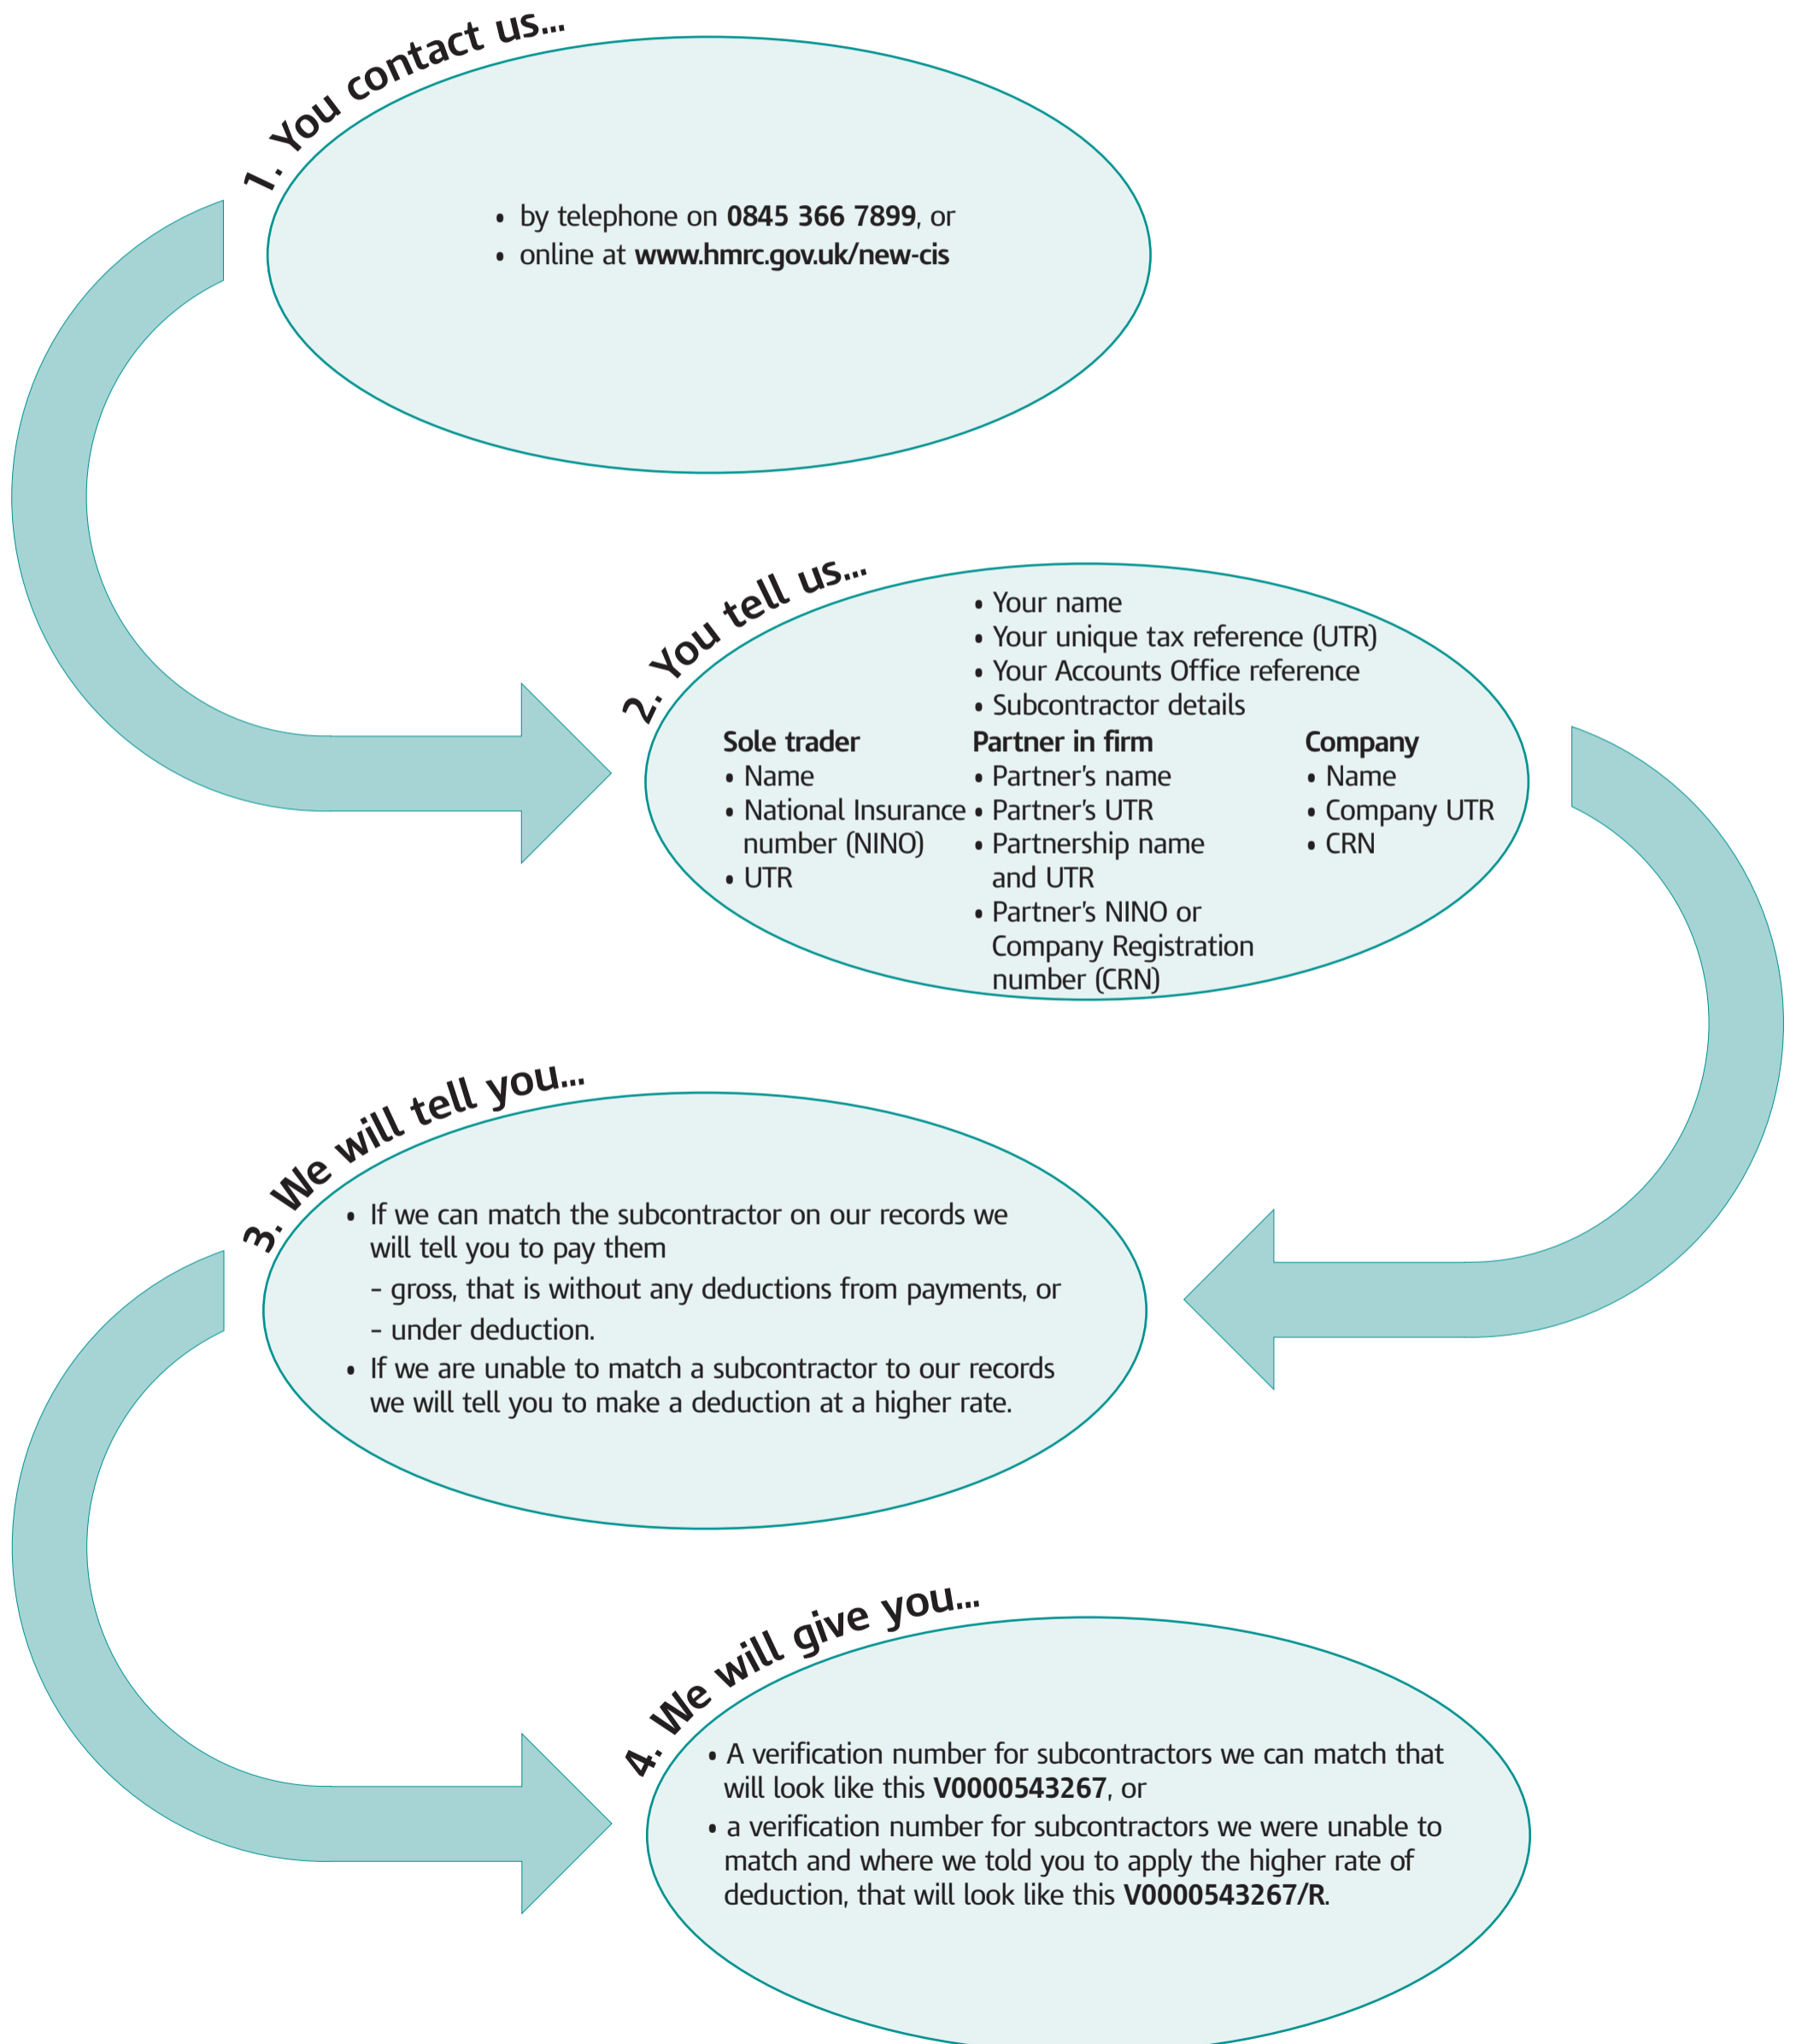 1. You contact us...
• by telephone on 0845 366 7899, or
• online at www.hmrc.gov.uk/new-cis
2. You tell us...
• Your name
• Your unique tax reference (UTR)
• Your Accounts Office reference
• Subcontractor details
Sole trader
• Name
• National Insurance
number (NINO)
• UTR
Partner in firm
• Partner's name
• Partner's UTR
• Partnership name
and UTR
• Partner's NINO or
Company Registration
number (CRN)
Company
• Name
• Company UTR
• CRN
3. We will tell you...
• If we can match the subcontractor on our records we
will tell you to pay them
– gross, that is without any deductions from payments, or
– under deduction.
• If we are unable to match a subcontractor to our records
we will tell you to make a deduction at a higher rate.
4. We will give you...
• A verification number for subcontractors we can match that
will look like this V0000543267, or
• a verification number for subcontractors we were unable to
match and where we told you to apply the higher rate of
deduction, that will look like this V0000543267/R.